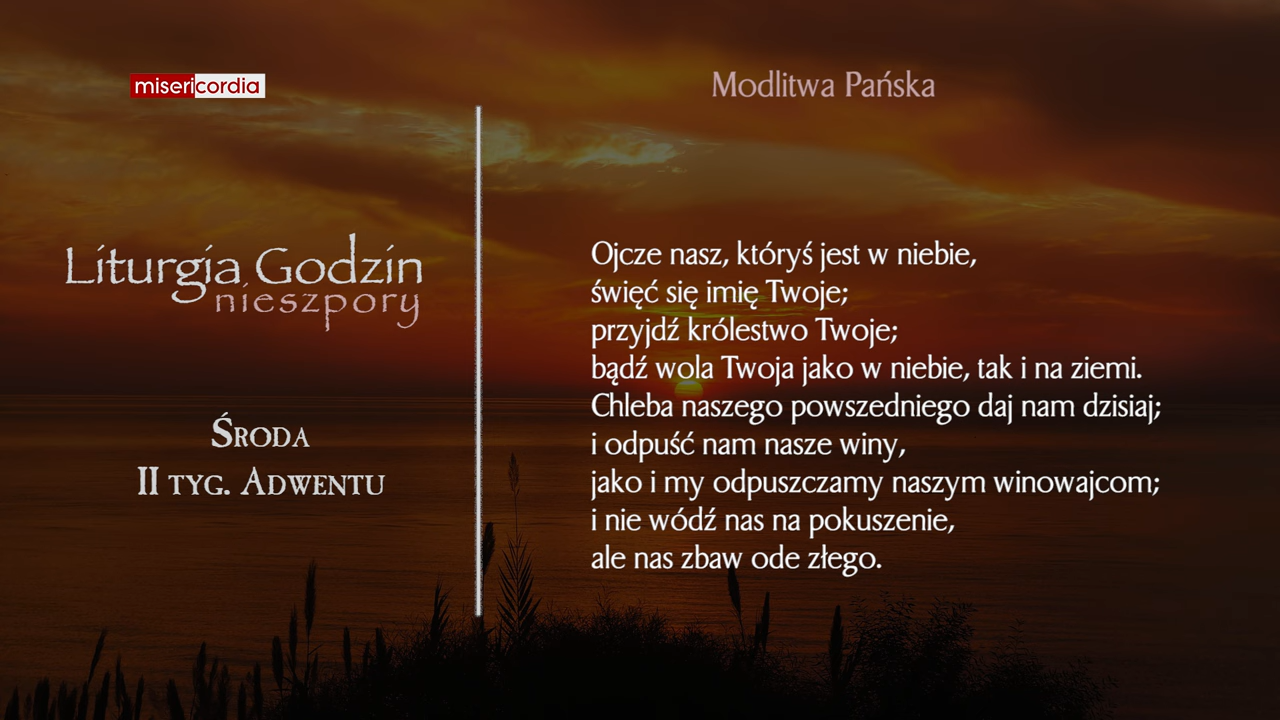 misericordia
Liturgia Godzin
nieszpory
Środa
II tyg. Adwentu
Modlitwa Pańska
Ojcze nasz, któryś jest w niebie,
święć się imię Twoje;
przyjdź królestwo Twoje;
bądź wola Twoja jako w niebie, tak i na ziemi.
Chleba naszego powszedniego daj nam dzisiaj;
i odpuść nam nasze winy,
jako i my odpuszczamy naszym winowajcom;
i nie wódź nas na pokuszenie,
ale nas zbaw ode złego.